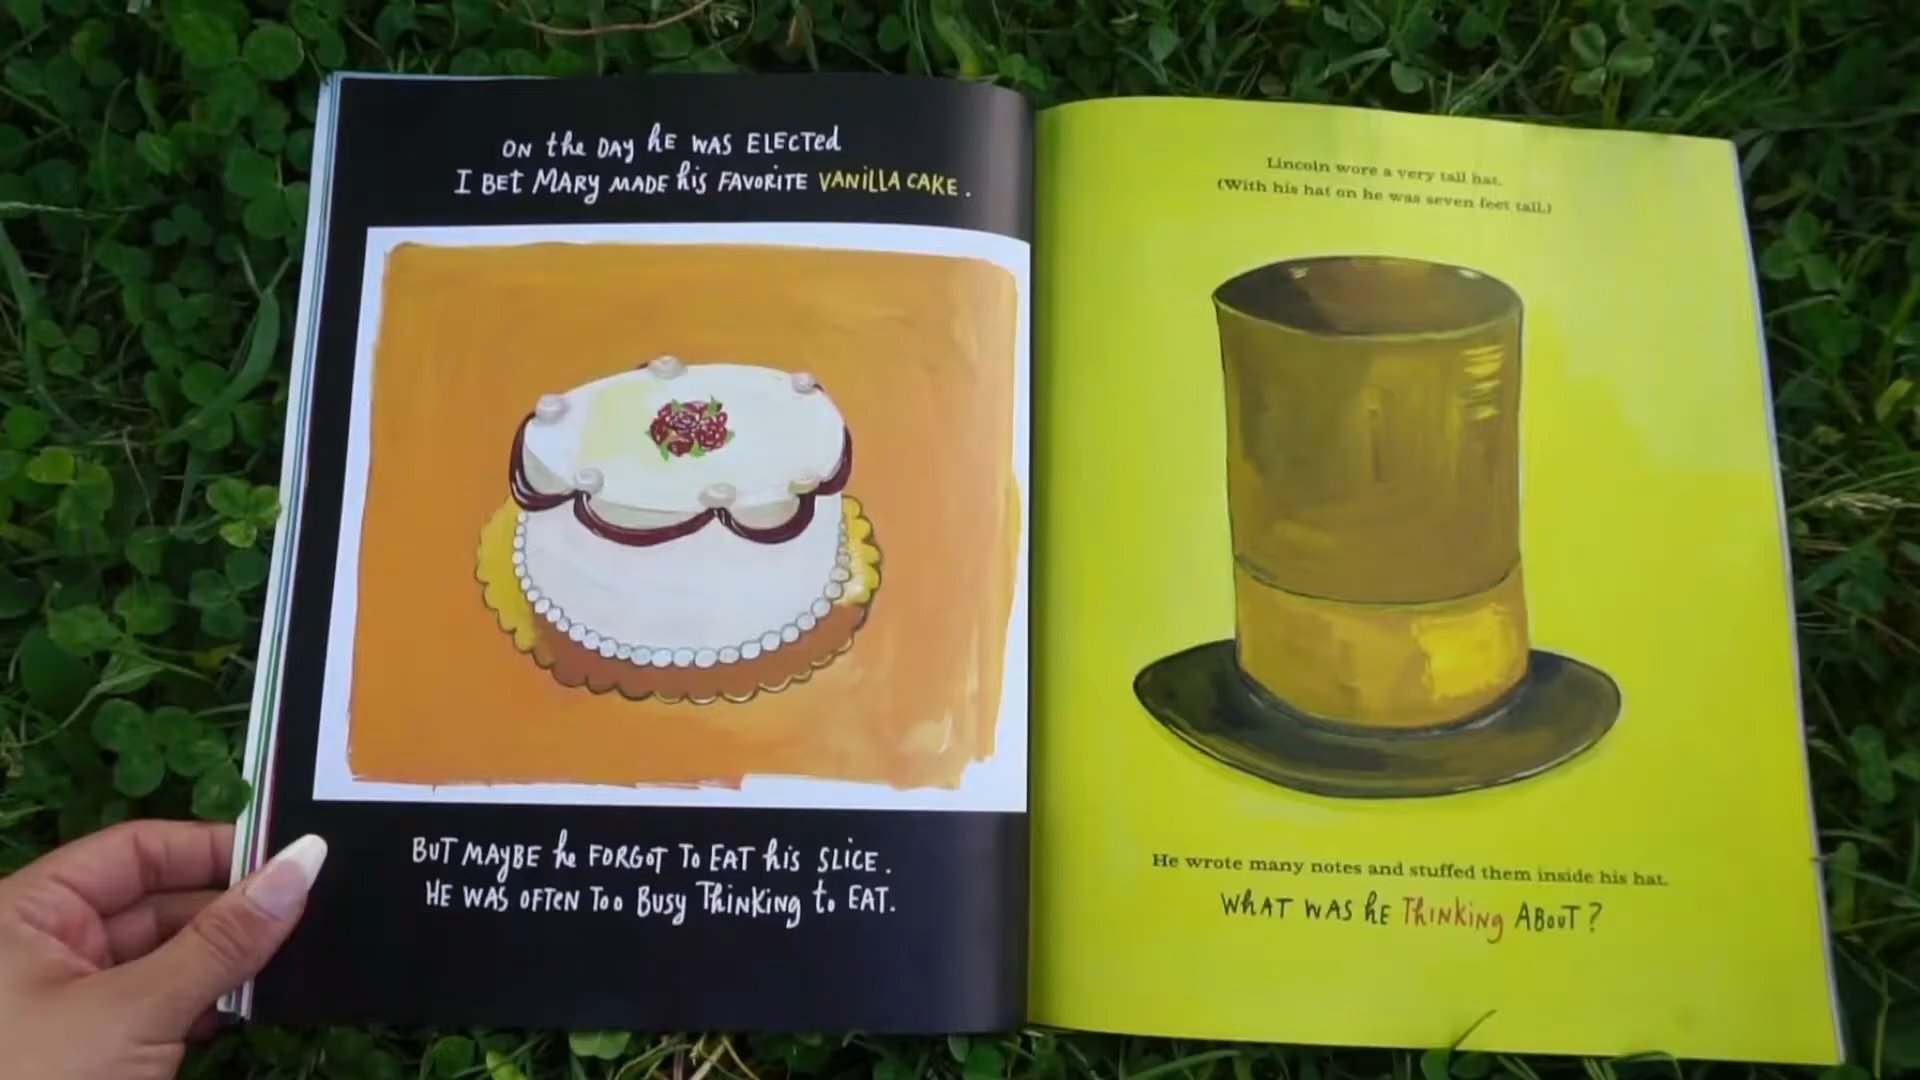 ON the DAY hE WAS ELECTed
I BET MARy MADE his FAVORITE VANiLLA CAKE.
BUT MAyBE he FORGOT To EAT his SLICE.
HE WAS OFTEN Too BUSy ThinKing to EAT.
Lincoln wore a very tall hat.
(With his hat on he was seven feet tall.)
He wrote many notes and stuffed them inside his hat.
WhAT WAS hE ThinKing ABouT?